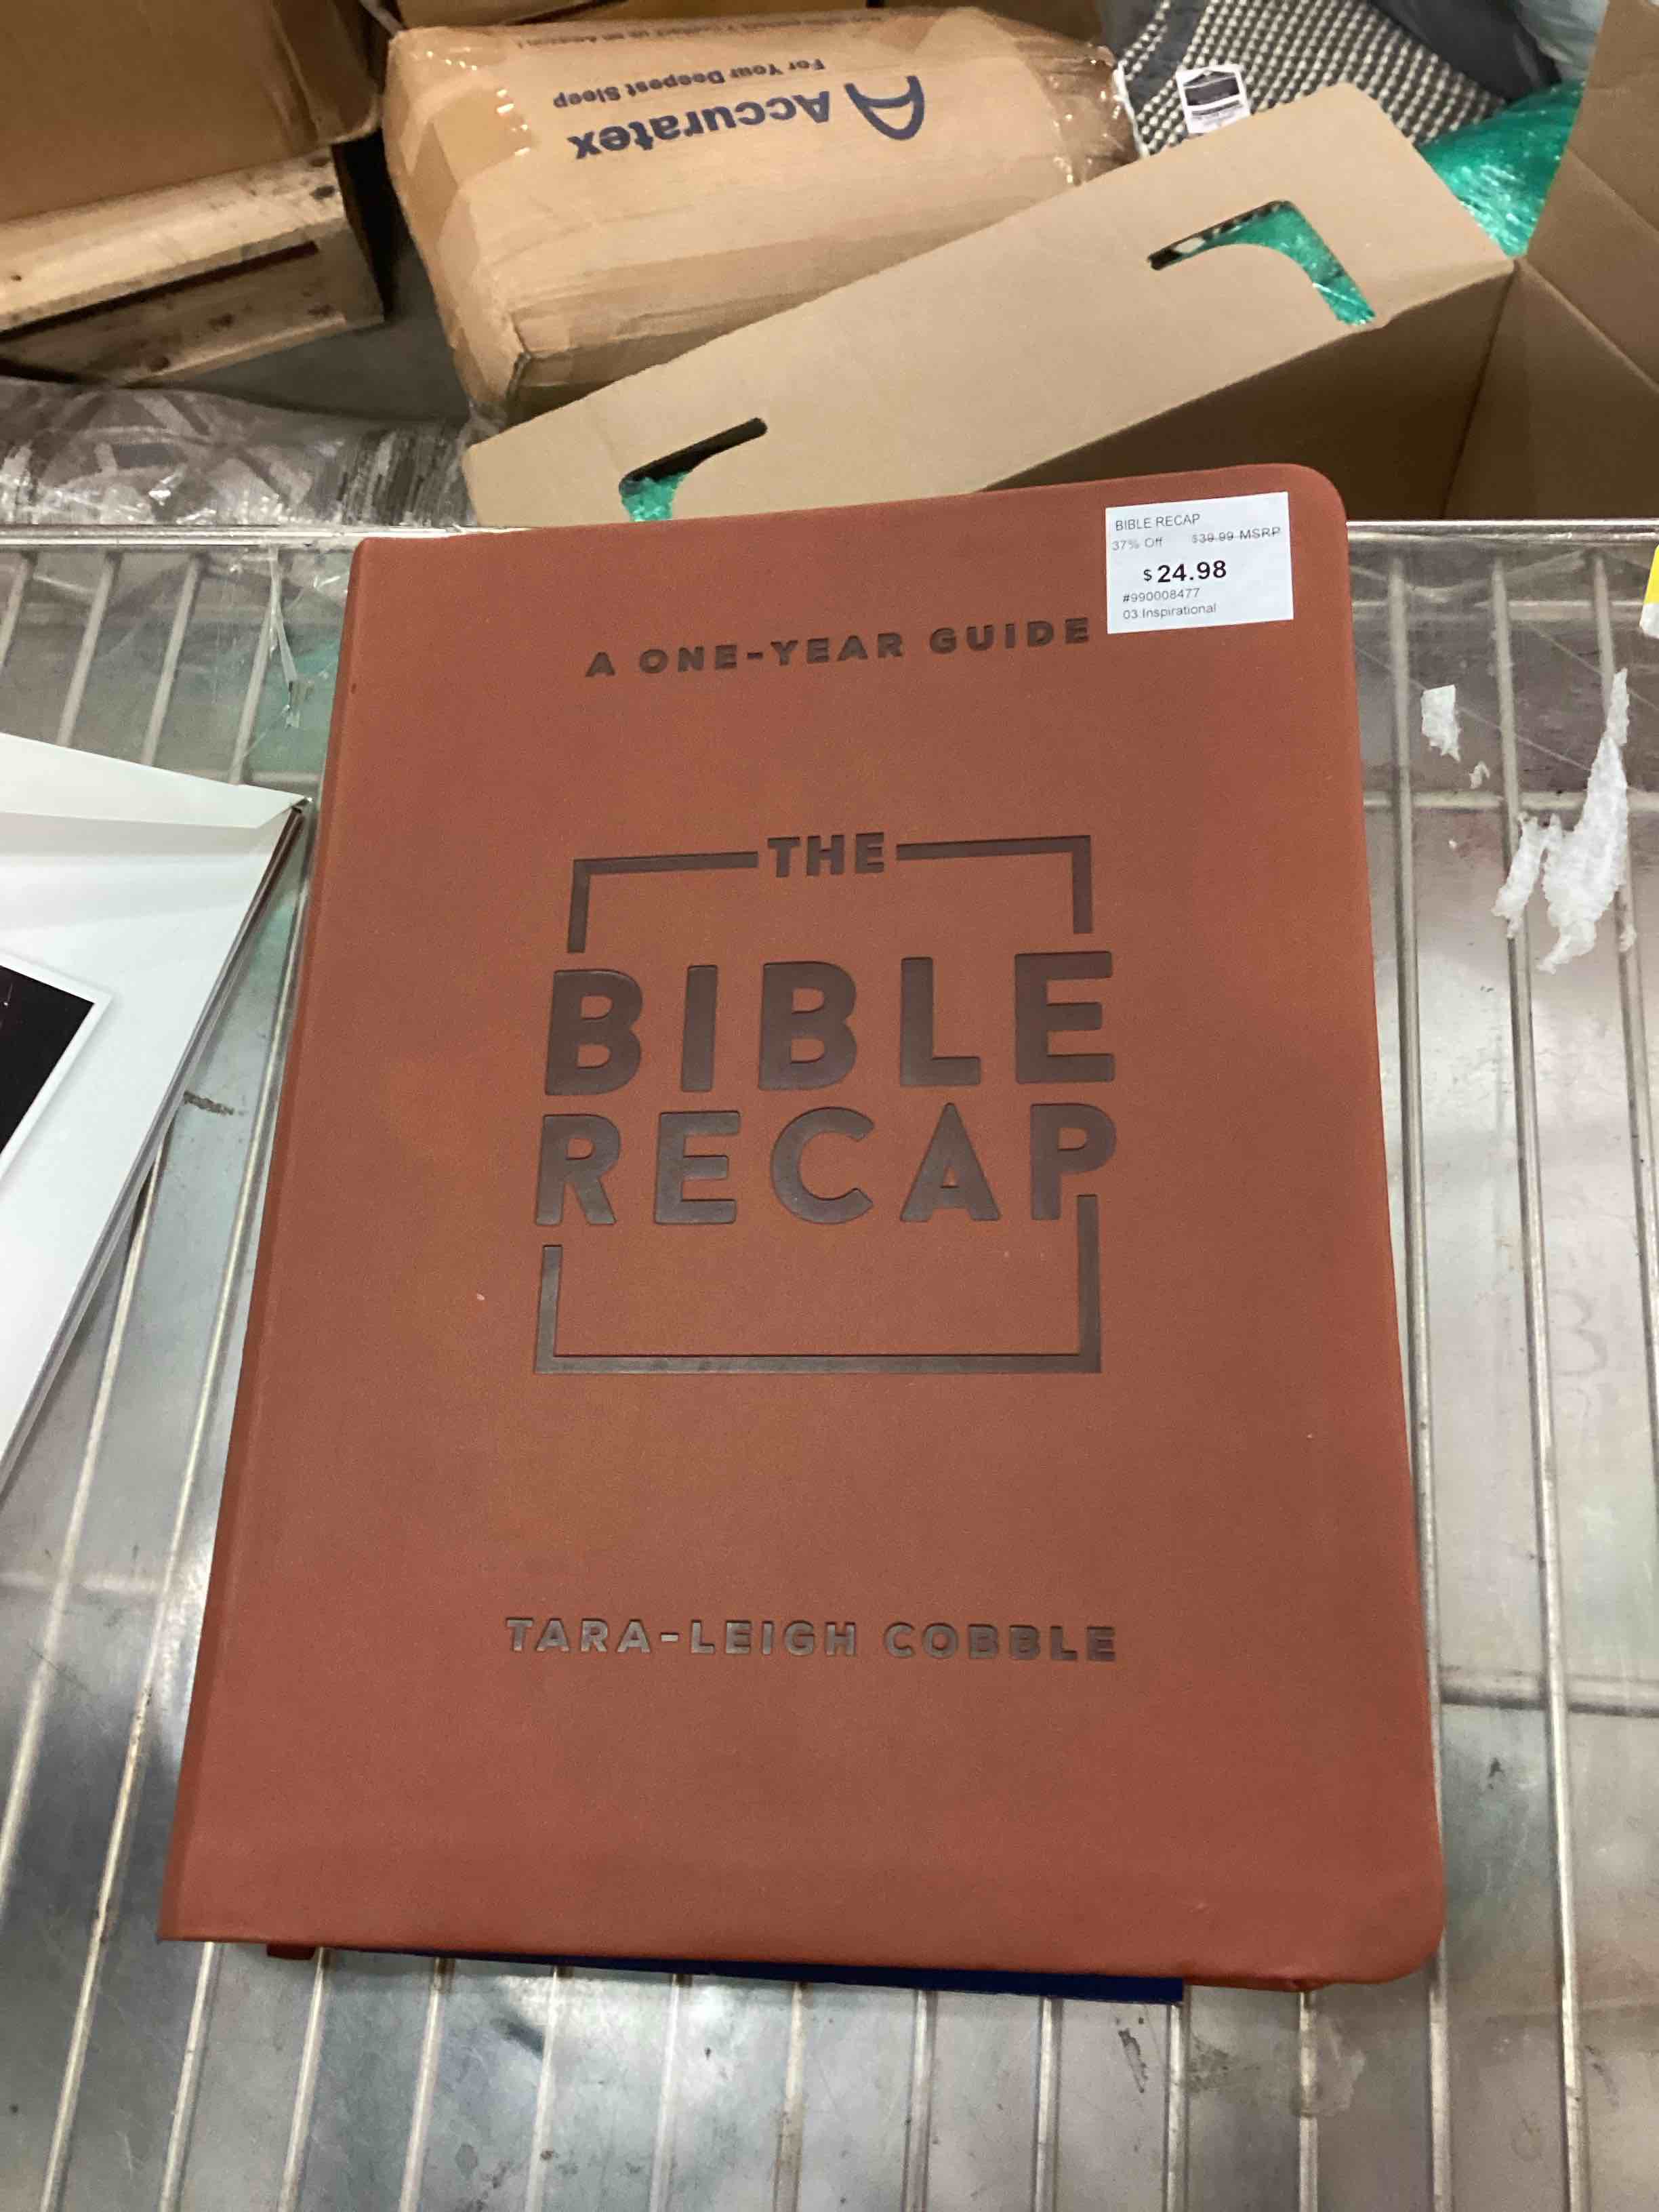 Accuratex
For Your Deepest Sleep
BIBLE RECAP
37% Off $39.99 MSRP
$24.98
#990008477
03 Inspirational
A ONE-YEAR GUIDE
THE
BIBLE
RECAP
TARA-LEIGH COBBLE